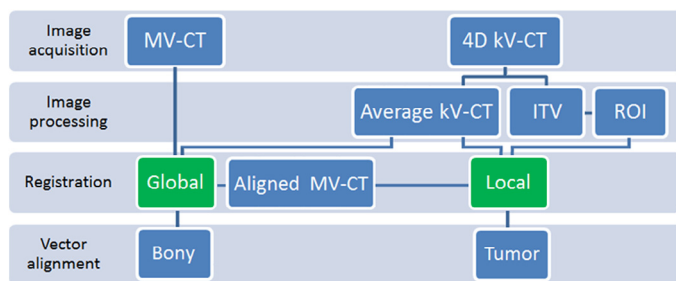 Image
acquisition
MV-CT
4D kV-CT
Image
processing
Average kV-CT
ITV
ROI
Registration
Global
Aligned MV-CT
Local
Vector
alignment
Bony
Tumor